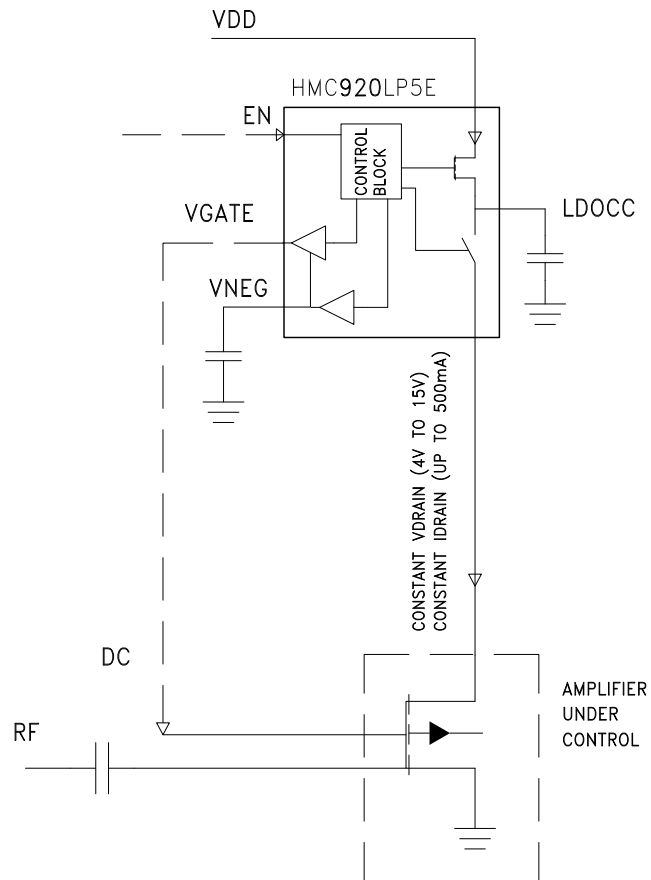 VDD
HMC920LP5E
EN
CONTROL
BLOCK
VGATE
LDOCC
VNEG
CONSTANT VDRAIN (4V TO 15V)
CONSTANT IDRAIN (UP TO 500mA)
DC
RF
AMPLIFIER
UNDER
CONTROL